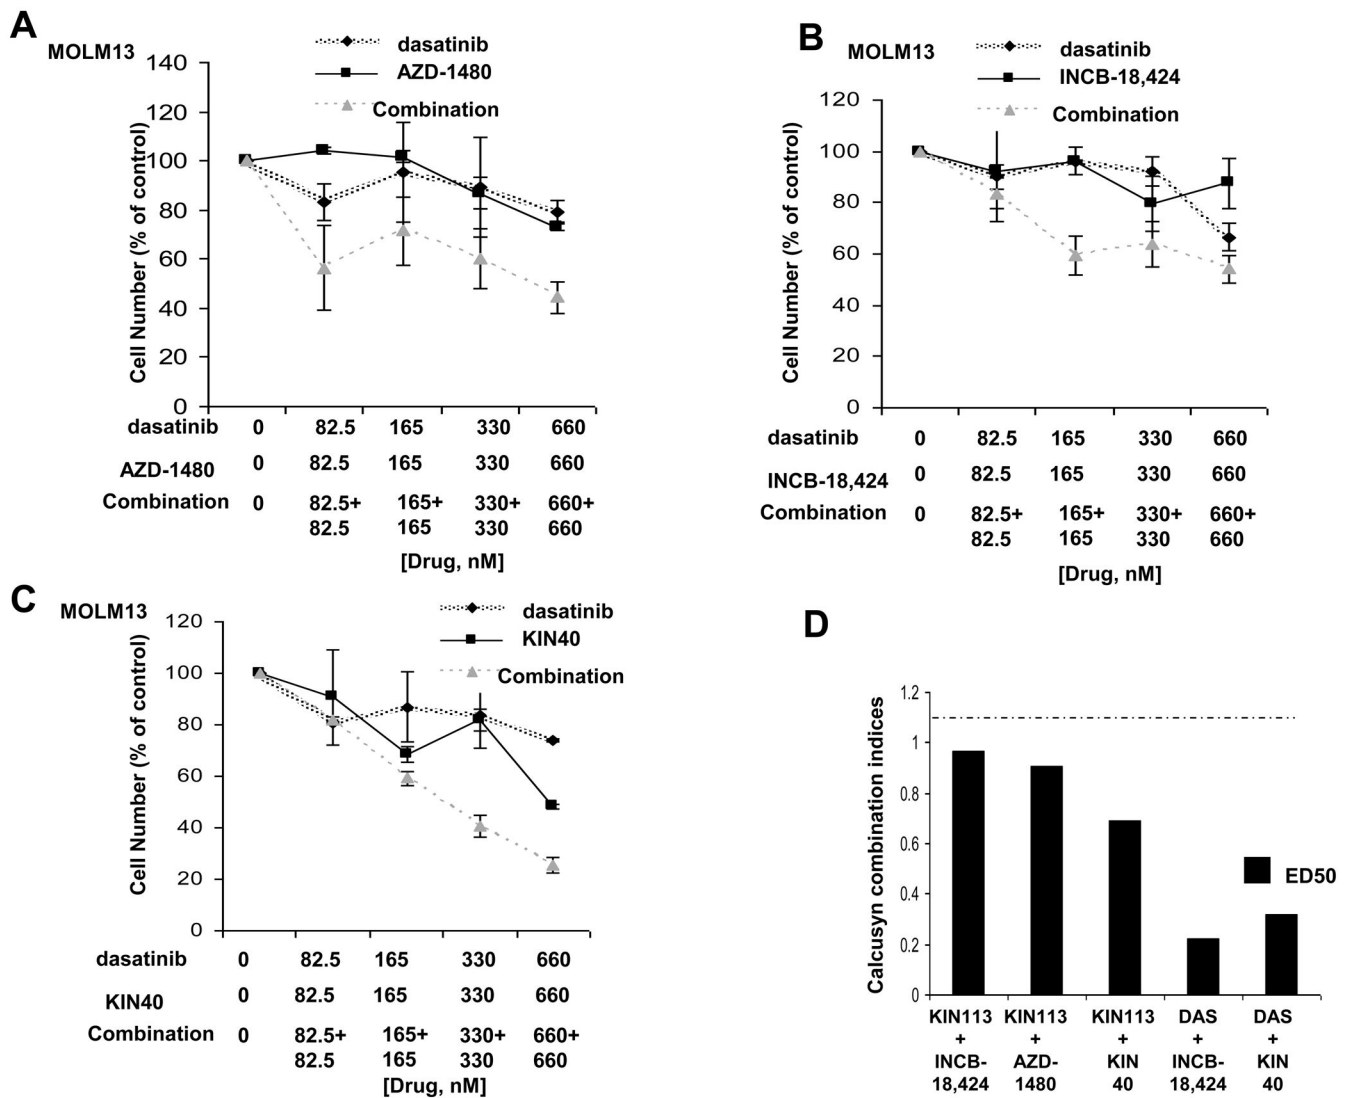 A
MOLM13
dasatinib
AZD-1480
Combination
Cell Number (% of control)
140
120
100
80
60
40
20
0
dasatinib 0 82.5 165 330 660
AZD-1480 0 82.5 165 330 660
Combination 0 82.5+ 165+ 330+ 660+
82.5 165 330 660
[Drug, nM]
B
MOLM13
dasatinib
INCB-18,424
Combination
Cell Number (% of control)
120
100
80
60
40
20
0
dasatinib 0 82.5 165 330 660
INCB-18,424 0 82.5 165 330 660
Combination 0 82.5+ 165+ 330+ 660+
82.5 165 330 660
[Drug, nM]
C
MOLM13
dasatinib
KIN40
Combination
Cell Number (% of control)
120
100
80
60
40
20
0
dasatinib 0 82.5 165 330 660
KIN40 0 82.5 165 330 660
Combination 0 82.5+ 165+ 330+ 660+
82.5 165 330 660
[Drug, nM]
D
Calcusyn combination indices
1.2
1
0.8
0.6
0.4
0.2
0
ED50
KIN113 KIN113 KIN113 DAS DAS
+ + + + +
INCB- AZD- KIN INCB- KIN
18,424 1480 40 18,424 40